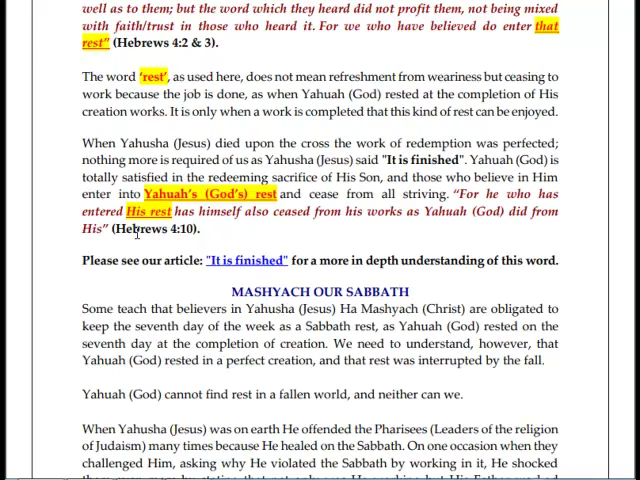 well as to them; but the word which they heard did not profit them, not being mixed
with faith/trust in those who heard it. For we who have believed do enter that
rest” (Hebrews 4:2 & 3).
The word ‘rest’, as used here, does not mean refreshment from weariness but ceasing to
work because the job is done, as when Yahuah (God) rested at the completion of His
creation works. It is only when a work is completed that this kind of rest can be enjoyed.
When Yahusha (Jesus) died upon the cross the work of redemption was perfected;
nothing more is required of us as Yahusha (Jesus) said "It is finished". Yahuah (God) is
totally satisfied in the redeeming sacrifice of His Son, and those who believe in Him
enter into Yahuah’s (God’s) rest and cease from all striving. “For he who has
entered His rest has himself also ceased from his works as Yahuah (God) did from
His” (Hebrews 4:10).
Please see our article: "It is finished" for a more in depth understanding of this word.
MASHYACH OUR SABBATH
Some teach that believers in Yahusha (Jesus) Ha Mashyach (Christ) are obligated to
keep the seventh day of the week as a Sabbath rest, as Yahuah (God) rested on the
seventh day at the completion of creation. We need to understand, however, that
Yahuah (God) rested in a perfect creation, and that rest was interrupted by the fall.
Yahuah (God) cannot find rest in a fallen world, and neither can we.
When Yahusha (Jesus) was on earth He offended the Pharisees (Leaders of the religion
of Judaism) many times because He healed on the Sabbath. On one occasion when they
challenged Him, asking why He violated the Sabbath by working in it, He shocked